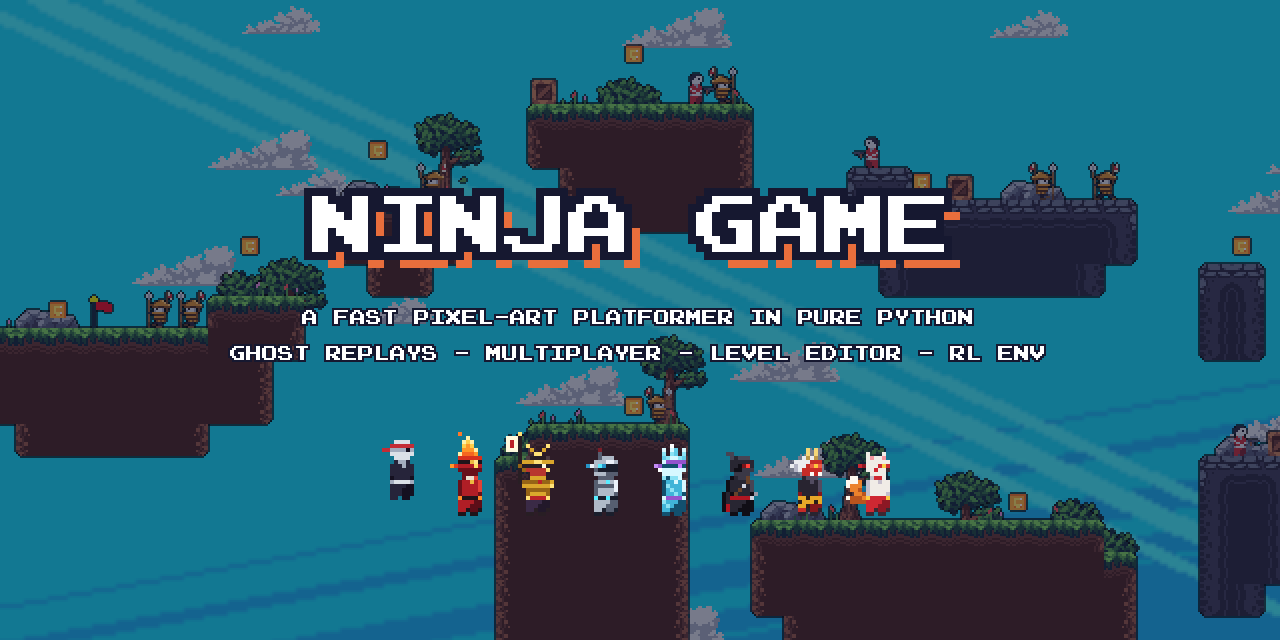 NINJA GAME
A FAST PIXEL-ART PLATFORMER IN PURE PYTHON
GHOST REPLAYS - MULTIPLAYER - LEVEL EDITOR - RL ENV